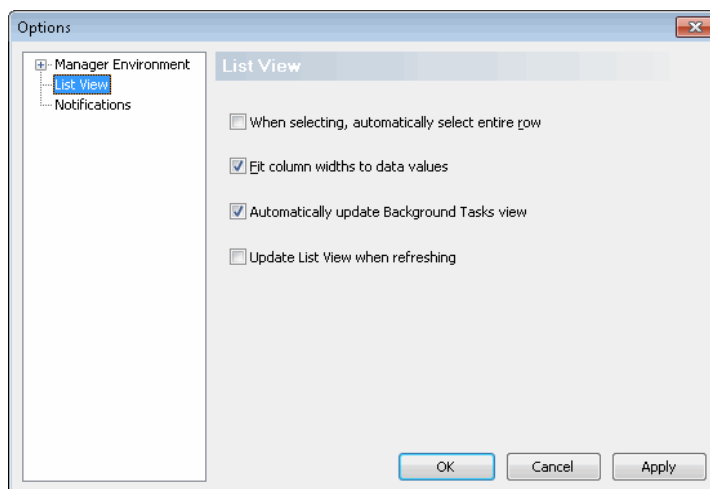 Options
Manager Environment
List View
Notifications
List View
When selecting, automatically select entire row
Fit column widths to data values
Automatically update Background Tasks view
Update List View when refreshing
OK
Cancel
Apply